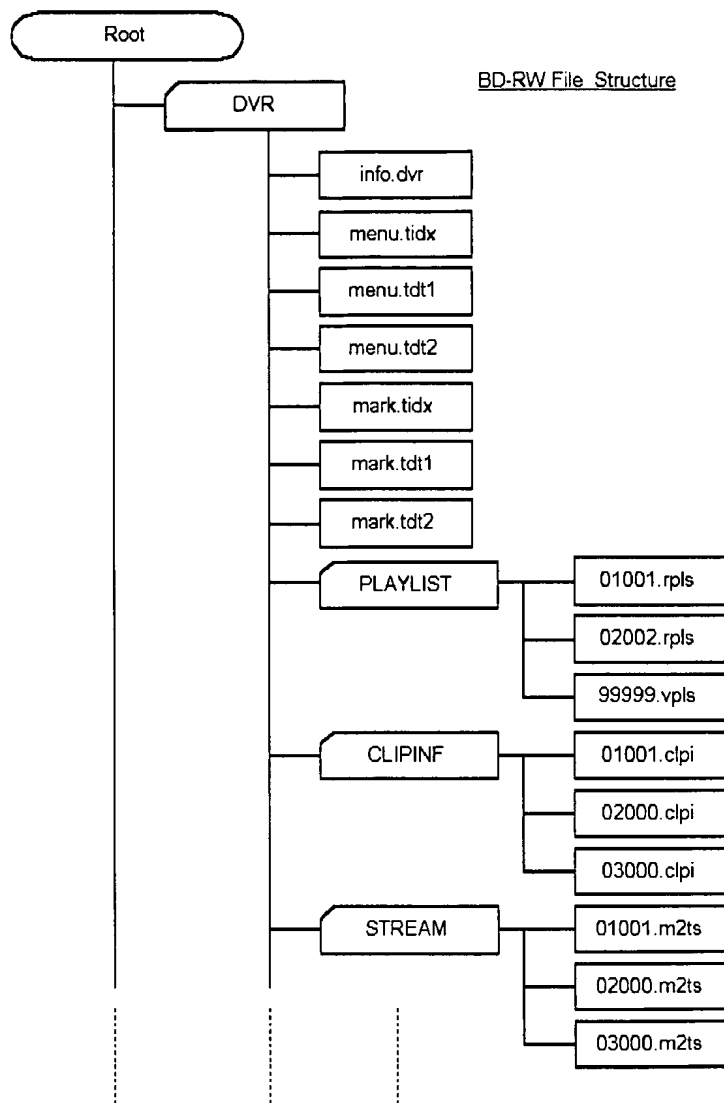 Root
BD-RW File Structure
DVR
info.dvr
menu.tidx
menu.tdt1
menu.tdt2
mark.tidx
mark.tdt1
mark.tdt2
PLAYLIST
01001.rpls
02002.rpls
99999.vpls
CLIPINF
01001.clpi
02000.clpi
03000.clpi
STREAM
01001.m2ts
02000.m2ts
03000.m2ts